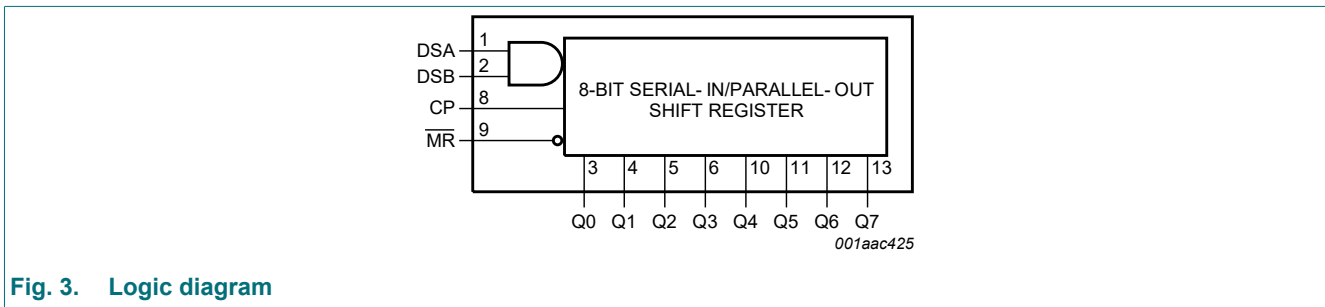 DSA 1
DSB 2
CP 8
MR 9
8-BIT SERIAL- IN/PARALLEL- OUT
SHIFT REGISTER
3 4 5 6 10 11 12 13
Q0 Q1 Q2 Q3 Q4 Q5 Q6 Q7
001aac425
Fig. 3. Logic diagram